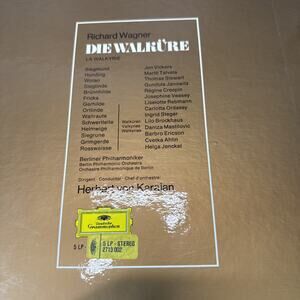 Richard Wagner
DIE WALKÜRE
LA WALKYRIE
Siegmund Jon Vickers
Hunding Martti Talvela
Wotan Thomas Stewart
Sieglinde Gundula Janowitz
Brünnhilde Régine Crespin
Fricka Josephine Veasey
Gerhilde Liselotte Rebmann
Ortlinde Carlotta Ordassy
Waltraute Ingrid Steger
Schwertleite Walküren Lilo Brockhaus
Helmwige Valkyries Daniza Mastilovic
Siegrune Walkyries Barbro Ericson
Grimgerde Cvetka Ahlin
Rossweisse Helga Jenckel
Berliner Philharmoniker
Berlin Philharmonic Orchestra
Orchestre Philharmonique de Berlin
Dirigent · Conductor · Chef d'orchestre:
Herbert von Karajan
Deutsche
Grammophon
5 LP
5 LP - STEREO
2713 002